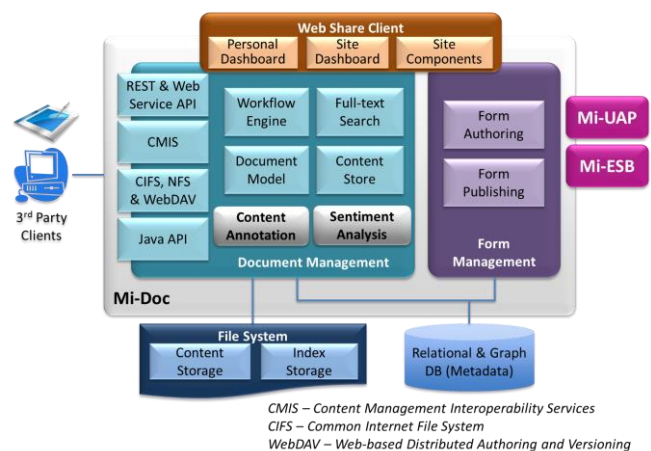 Web Share Client
Personal
Dashboard
Site
Dashboard
Site
Components
REST & Web
Service API
CMIS
CIFS, NFS
& WebDAV
Java API
Workflow
Engine
Full-text
Search
Document
Model
Content
Store
Content
Annotation
Sentiment
Analysis
Document Management
Form
Authoring
Form
Publishing
Form
Management
Mi-UAP
Mi-ESB
3rd Party
Clients
Mi-Doc
File System
Content
Storage
Index
Storage
Relational & Graph
DB (Metadata)
CMIS – Content Management Interoperability Services
CIFS – Common Internet File System
WebDAV – Web-based Distributed Authoring and Versioning